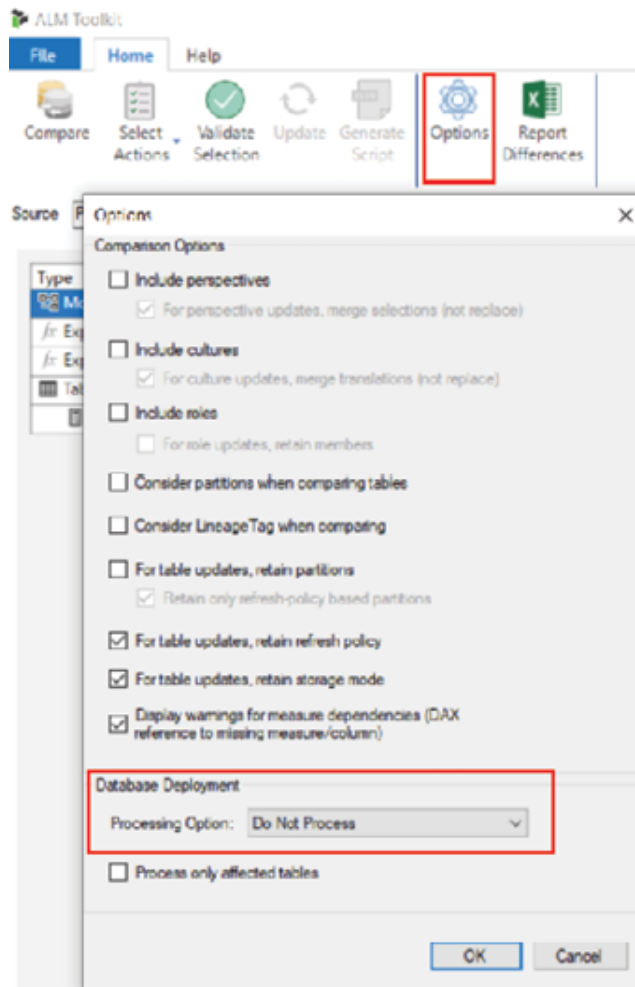 ALM Toolkit
File Home Help
Compare Select Validate Update Generate Options Report
Actions Selection Script Differences
Source Options
Comparison Options
Type
Include perspectives
For perspective updates, merge selections (not replace)
Include cultures
For culture updates, merge translations (not replace)
Include roles
For role updates, retain members
Consider partitions when comparing tables
Consider LineageTag when comparing
For table updates, retain partitions
Retain only refresh-policy based partitions
For table updates, retain refresh policy
For table updates, retain storage mode
Display warnings for measure dependencies (DAX
reference to missing measure/column)
Database Deployment
Processing Option: Do Not Process
Process only affected tables
OK Cancel